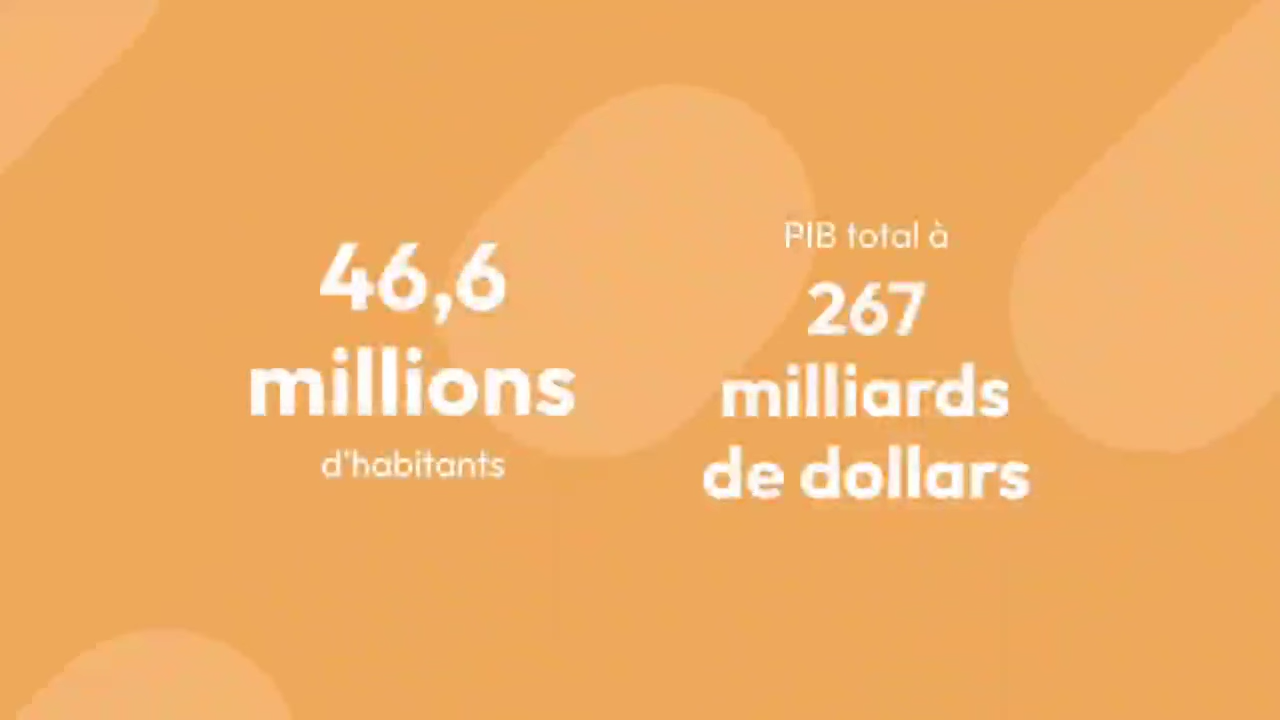 46,6
millions
d'habitants
PIB total à
267
milliards
de dollars